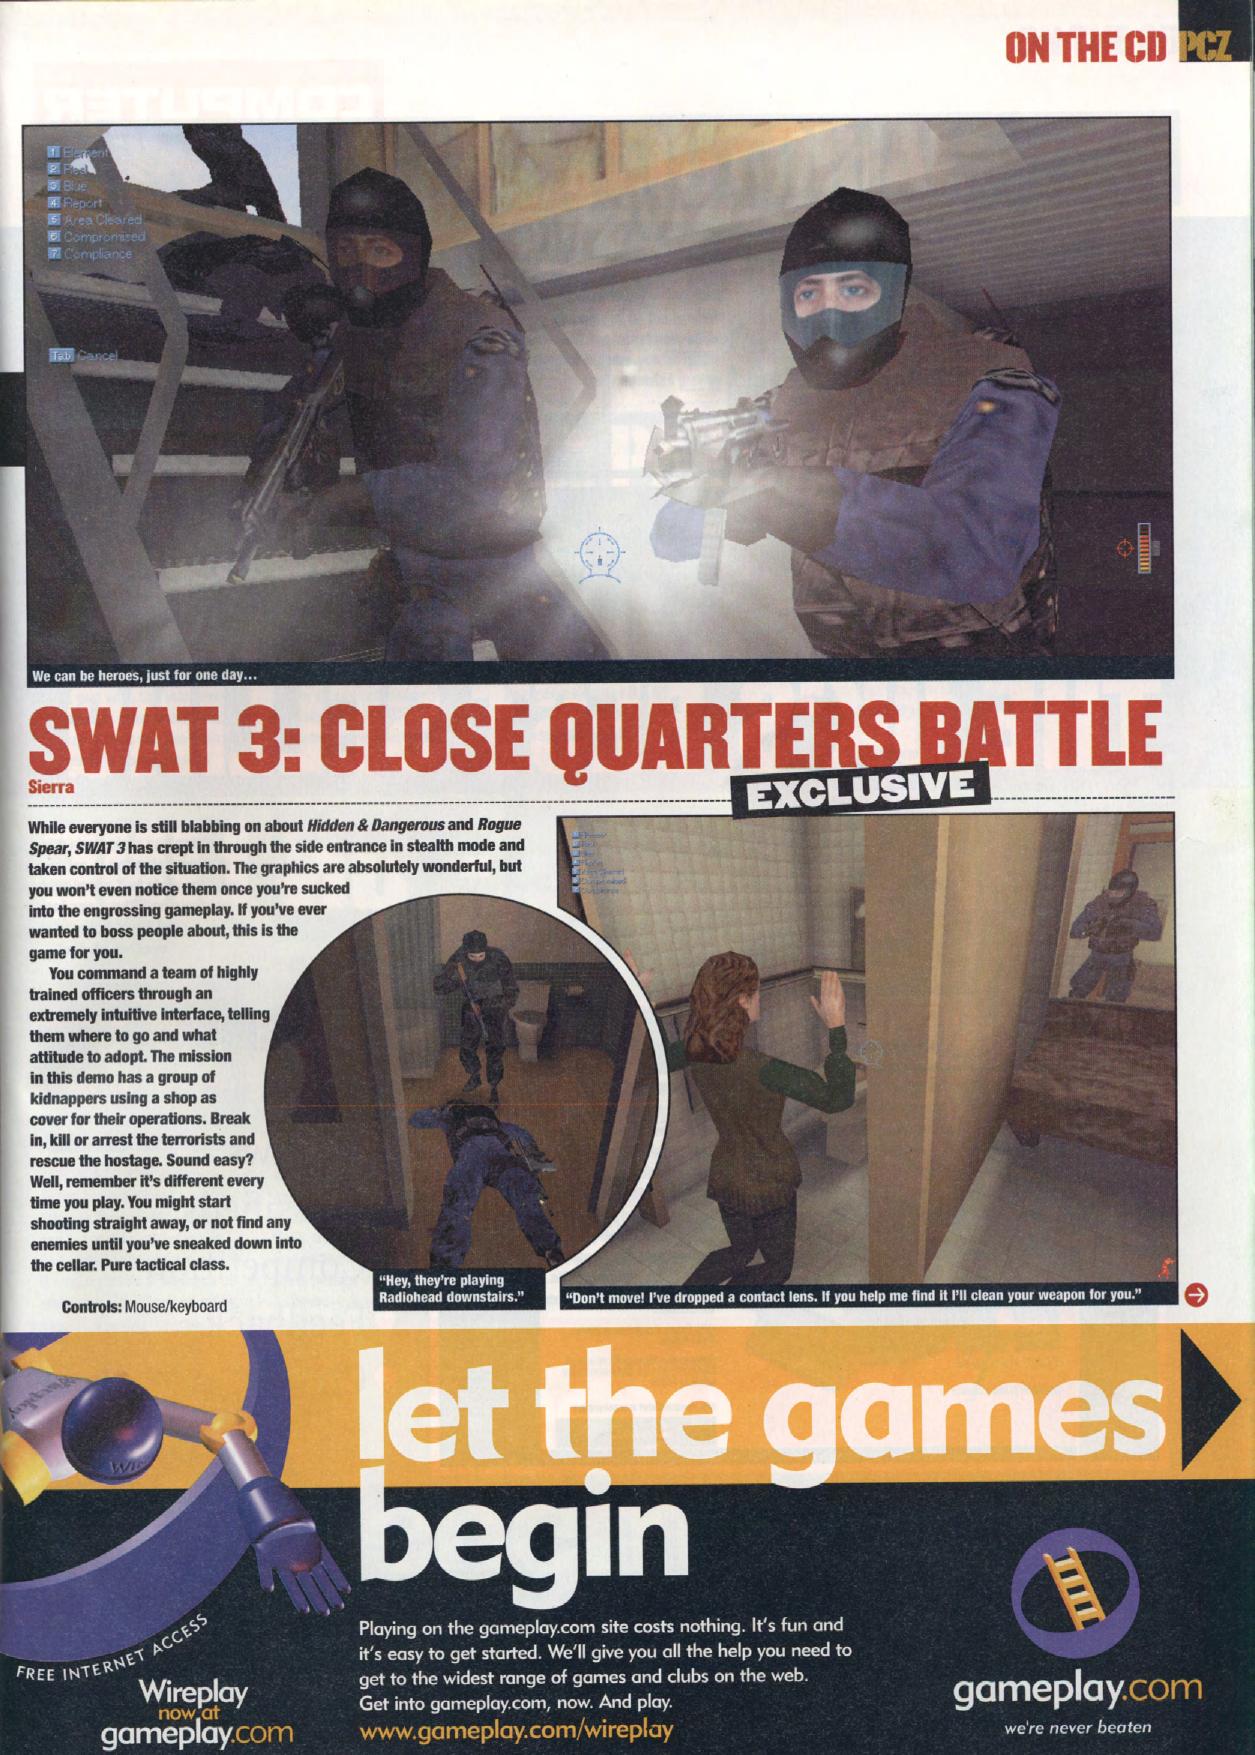 ON THE CD PCZ
1 Element
2 Red
3 Blue
4 Report
5 Area Cleared
6 Compromised
7 Compliance
Tab Cancel
We can be heroes, just for one day...
SWAT 3: CLOSE QUARTERS BATTLE
Sierra
EXCLUSIVE
While everyone is still blabbing on about Hidden & Dangerous and Rogue
Spear, SWAT 3 has crept in through the side entrance in stealth mode and
taken control of the situation. The graphics are absolutely wonderful, but
you won't even notice them once you're sucked
into the engrossing gameplay. If you've ever
wanted to boss people about, this is the
game for you.
You command a team of highly
trained officers through an
extremely intuitive interface, telling
them where to go and what
attitude to adopt. The mission
in this demo has a group of
kidnappers using a shop as
cover for their operations. Break
in, kill or arrest the terrorists and
rescue the hostage. Sound easy?
Well, remember it's different every
time you play. You might start
shooting straight away, or not find any
enemies until you've sneaked down into
the cellar. Pure tactical class.
Controls: Mouse/keyboard
"Hey, they're playing
Radiohead downstairs."
"Don't move! I've dropped a contact lens. If you help me find it I'll clean your weapon for you."
let the games
begin
FREE INTERNET ACCESS
Wireplay
now at
gameplay.com
Playing on the gameplay.com site costs nothing. It's fun and
it's easy to get started. We'll give you all the help you need to
get to the widest range of games and clubs on the web.
Get into gameplay.com, now. And play.
www.gameplay.com/wireplay
gameplay.com
we're never beaten